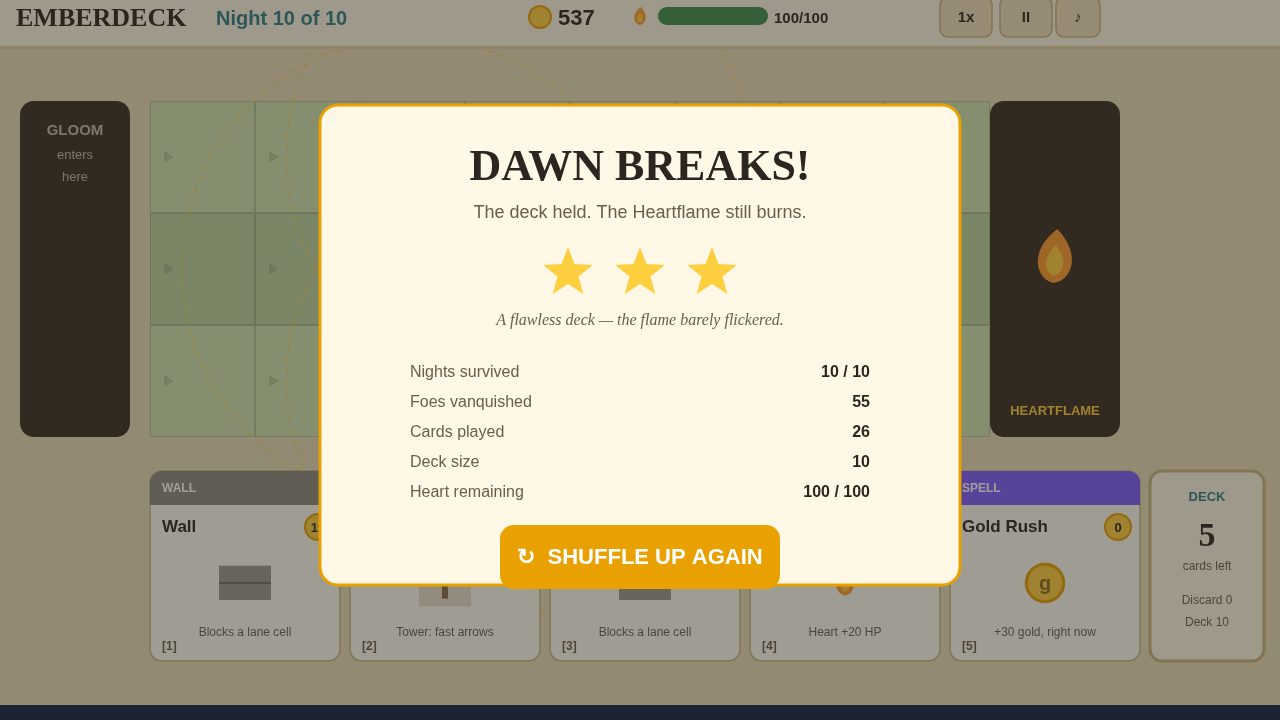 EMBERDECK
Night 10 of 10
537
100/100
1x
II
♪
GLOOM
enters
here
HEARTFLAME
DAWN BREAKS!
The deck held. The Heartflame still burns.
A flawless deck — the flame barely flickered.
Nights survived 10 / 10
Foes vanquished 55
Cards played 26
Deck size 10
Heart remaining 100 / 100
↻ SHUFFLE UP AGAIN
WALL
Wall
Blocks a lane cell
[1]
Tower: fast arrows
[2]
Blocks a lane cell
[3]
Heart +20 HP
[4]
SPELL
Gold Rush
0
g
+30 gold, right now
[5]
DECK
5
cards left
Discard 0
Deck 10